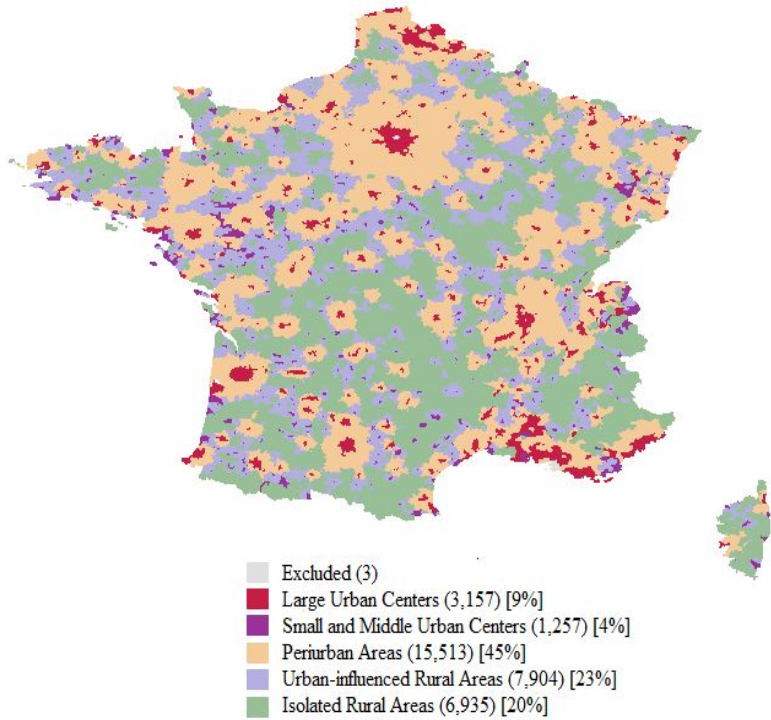 Excluded (3)
Large Urban Centers (3,157) [9%]
Small and Middle Urban Centers (1,257) [4%]
Periurban Areas (15,513) [45%]
Urban-influenced Rural Areas (7,904) [23%]
Isolated Rural Areas (6,935) [20%]